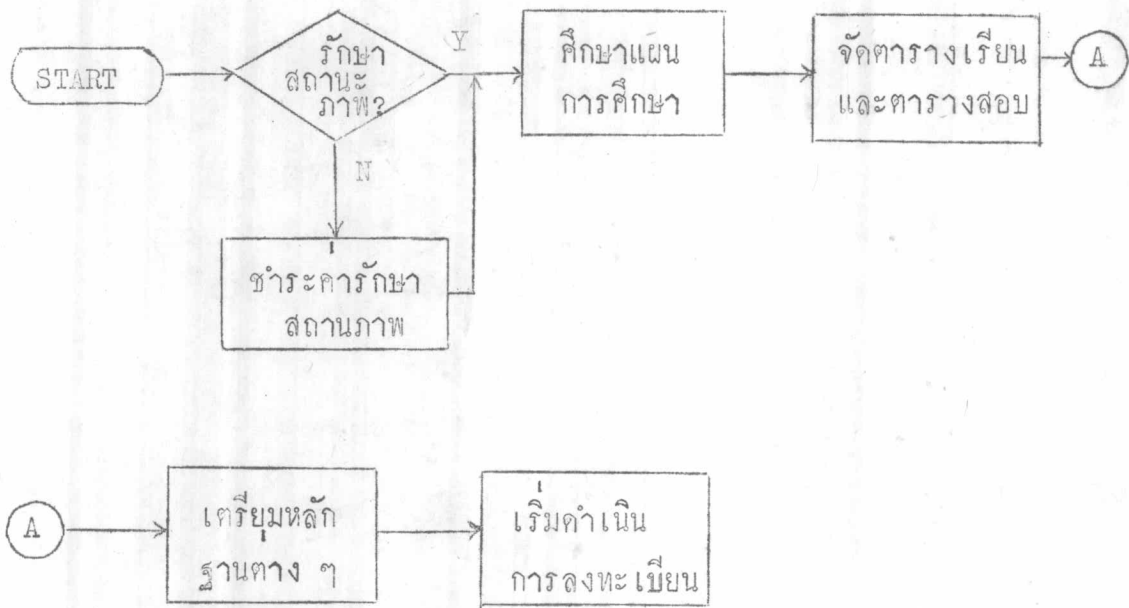 START
รักษา
สถานะ
ภาพ?
Y
N
ชำระค่ารักษา
สถานภาพ
ศึกษาแผน
การศึกษา
จัดตารางเรียน
และตารางสอบ
A
A
เตรียมหลัก
ฐานต่าง ๆ
เริ่มดำเนิน
การลงทะเบียน